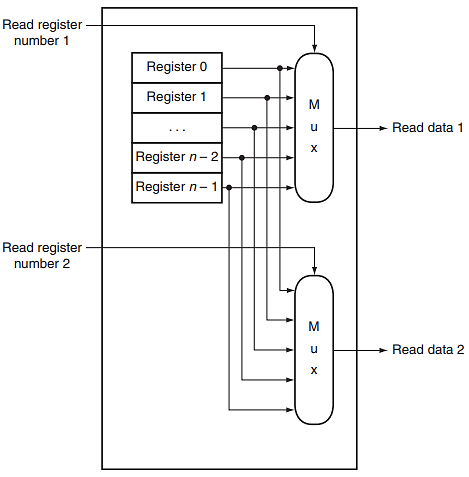 Read register
number 1
Register 0
Register 1
...
Register n – 2
Register n – 1
M
u
x
Read data 1
Read register
number 2
M
u
x
Read data 2